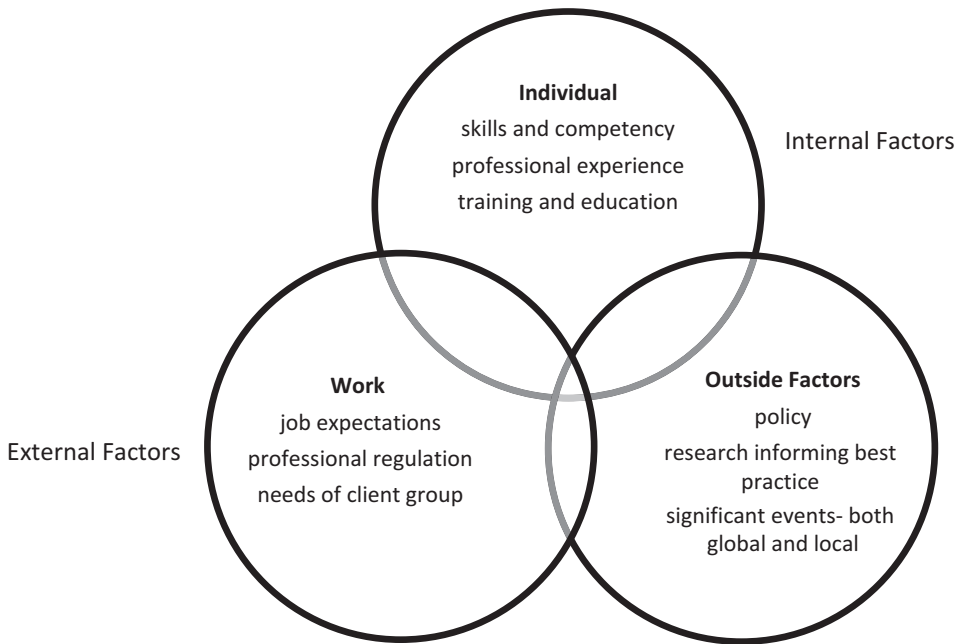 Individual
skills and competency
professional experience
training and education
Internal Factors
External Factors
Work
job expectations
professional regulation
needs of client group
Outside Factors
policy
research informing best
practice
significant events- both
global and local